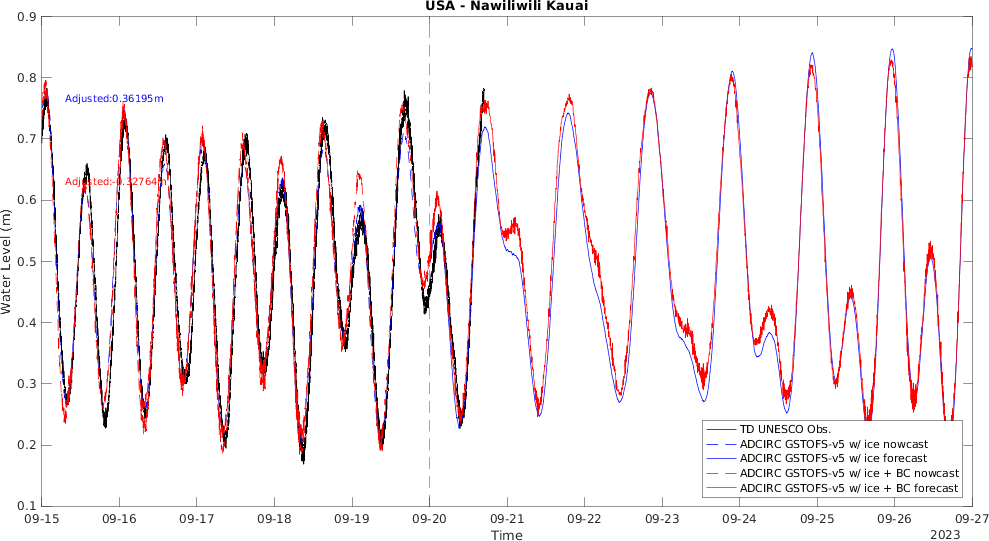 USA - Nawiliwili Kauai
0.9
0.8
0.7
0.6
0.5
0.4
0.3
0.2
0.1
Water Level (m)
Adjusted:0.36195m
Adjusted:-0.32764m
TD UNESCO Obs.
ADCIRC GSTOFS-v5 w/ ice nowcast
ADCIRC GSTOFS-v5 w/ ice forecast
ADCIRC GSTOFS-v5 w/ ice + BC nowcast
ADCIRC GSTOFS-v5 w/ ice + BC forecast
09-15 09-16 09-17 09-18 09-19 09-20 09-21 09-22 09-23 09-24 09-25 09-26 09-27
Time
2023